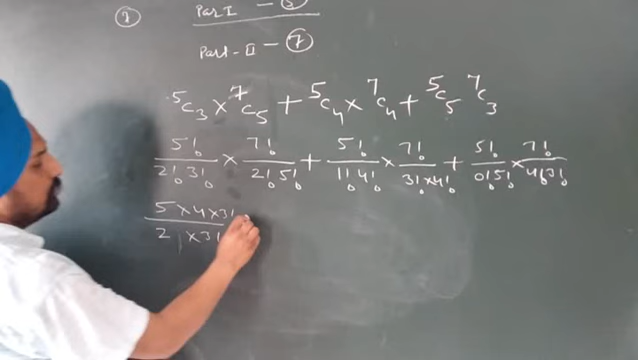 ② Part I — ⑤
Part-II — ⑦
⁵C₃ × ⁷C₅ + ⁵C₄ × ⁷C₄ + ⁵C₅ ⁷C₃
5!/2!3! × 7!/2!5! + 5!/1!4! × 7!/3!×4! + 5!/0!5! × 7!/4!3!
5×4×3!/2×3!